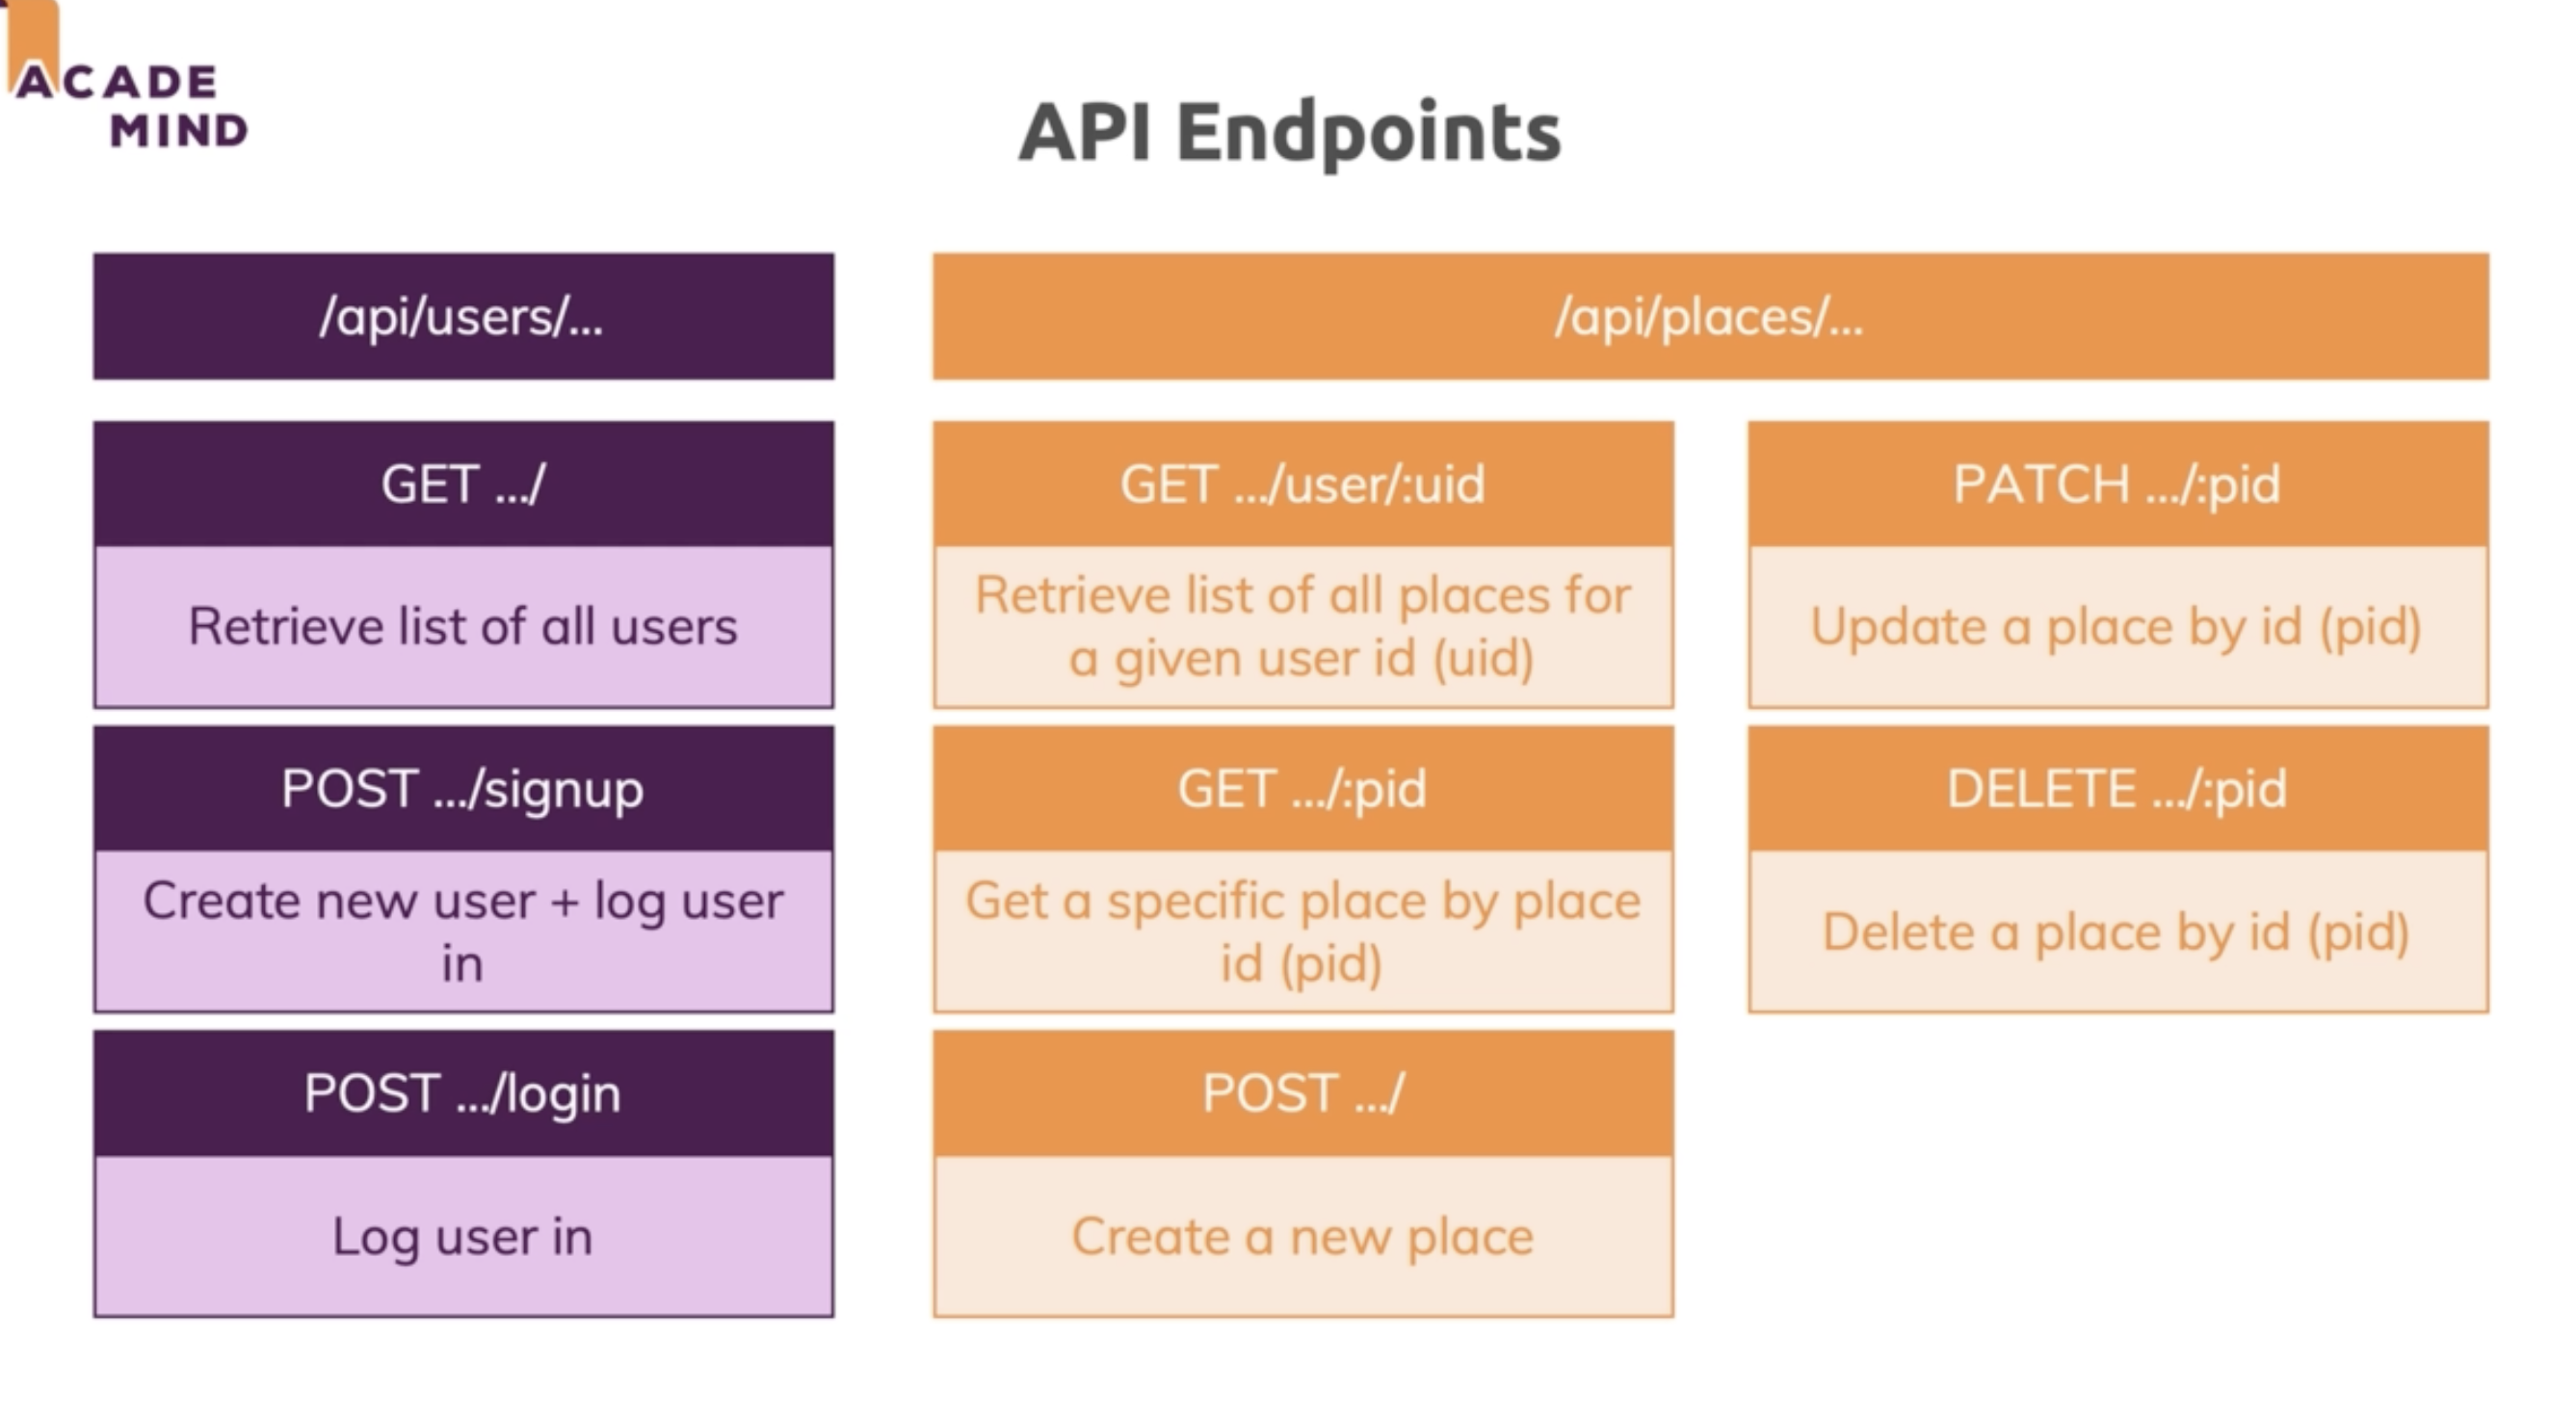 ACADE
MIND
API Endpoints
/api/users/...
GET .../
Retrieve list of all users
POST .../signup
Create new user + log user
in
POST .../login
Log user in
/api/places/...
GET .../user/:uid
Retrieve list of all places for
a given user id (uid)
GET .../:pid
Get a specific place by place
id (pid)
POST .../
Create a new place
PATCH .../:pid
Update a place by id (pid)
DELETE .../:pid
Delete a place by id (pid)